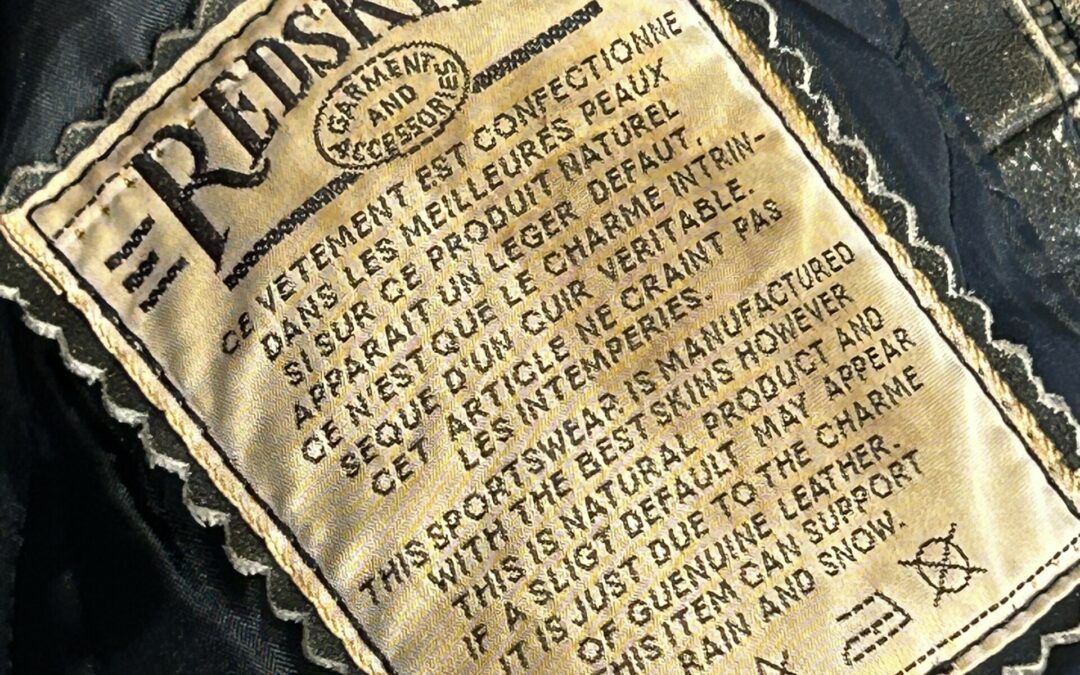 GARMENTS
AND
ACCESSORIES
CE VETEMENT EST CONFECTIONNE
DANS LES MEILLEURES PEAUX
SI SUR CE PRODUIT NATUREL
APPARAIT UN LEGER DEFAUT,
CE N'EST QUE LE CHARME INTRIN-
SEQUE D'UN CUIR VERITABLE.
CET ARTICLE NE CRAINT PAS
LES INTEMPERIES.
THIS SPORTSWEAR IS MANUFACTURED
WITH THE BEST SKINS HOWEVER
THIS IS NATURAL PRODUCT AND
IF A SLIGT DEFAULT MAY APPEAR
IT IS JUST DUE TO THE CHARME
OF GUENUINE LEATHER.
THIS ITEM CAN SUPPORT
RAIN AND SNOW.